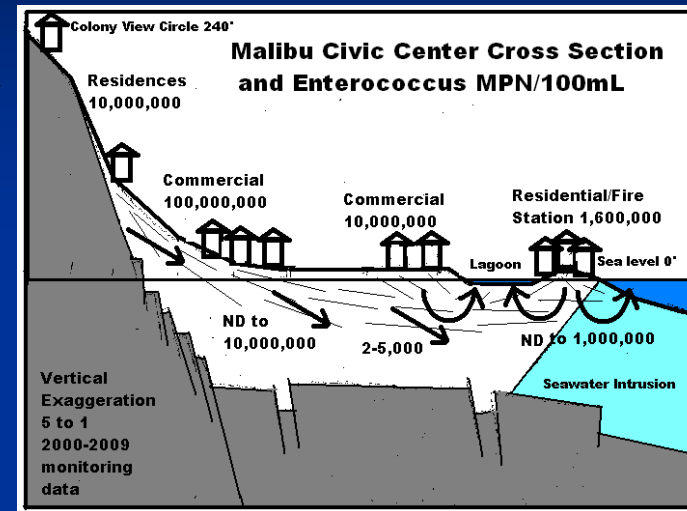 Colony View Circle 240'
Malibu Civic Center Cross Section
and Enterococcus MPN/100mL
Residences
10,000,000
Commercial
100,000,000
Commercial
10,000,000
Residential/Fire
Station 1,600,000
Lagoon
Sea level 0'
ND to
10,000,000
2-5,000
ND to 1,000,000
Seawater Intrusion
Vertical
Exaggeration
5 to 1
2000-2009
monitoring
data